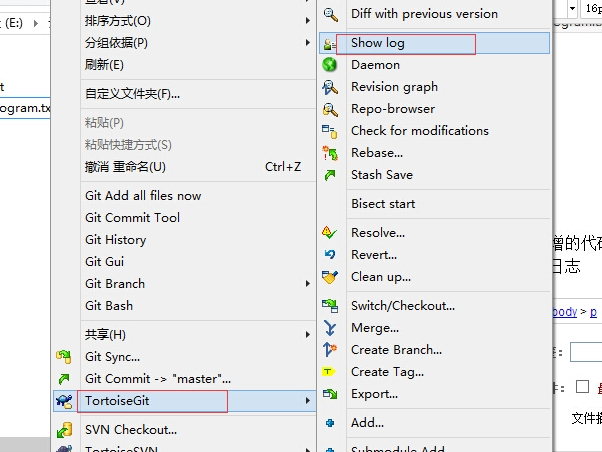 (E:)
ogram.tx
排序方式(O)
分组依据(P)
刷新(E)
自定义文件夹(F)...
粘贴(P)
粘贴快捷方式(S)
撤消 重命名(U) Ctrl+Z
Git Add all files now
Git Commit Tool
Git History
Git Gui
Git Branch
Git Bash
共享(H)
Git Sync...
Git Commit -> "master"...
TortoiseGit
SVN Checkout...
TortoiseSVN
Diff with previous version
Show log
Daemon
Revision graph
Repo-browser
Check for modifications
Rebase...
Stash Save
Bisect start
Resolve...
Revert...
Clean up...
Switch/Checkout...
Merge...
Create Branch...
Create Tag...
Export...
Add...
Submodule Add...
16p
增的代码
日志
body > p
文件描